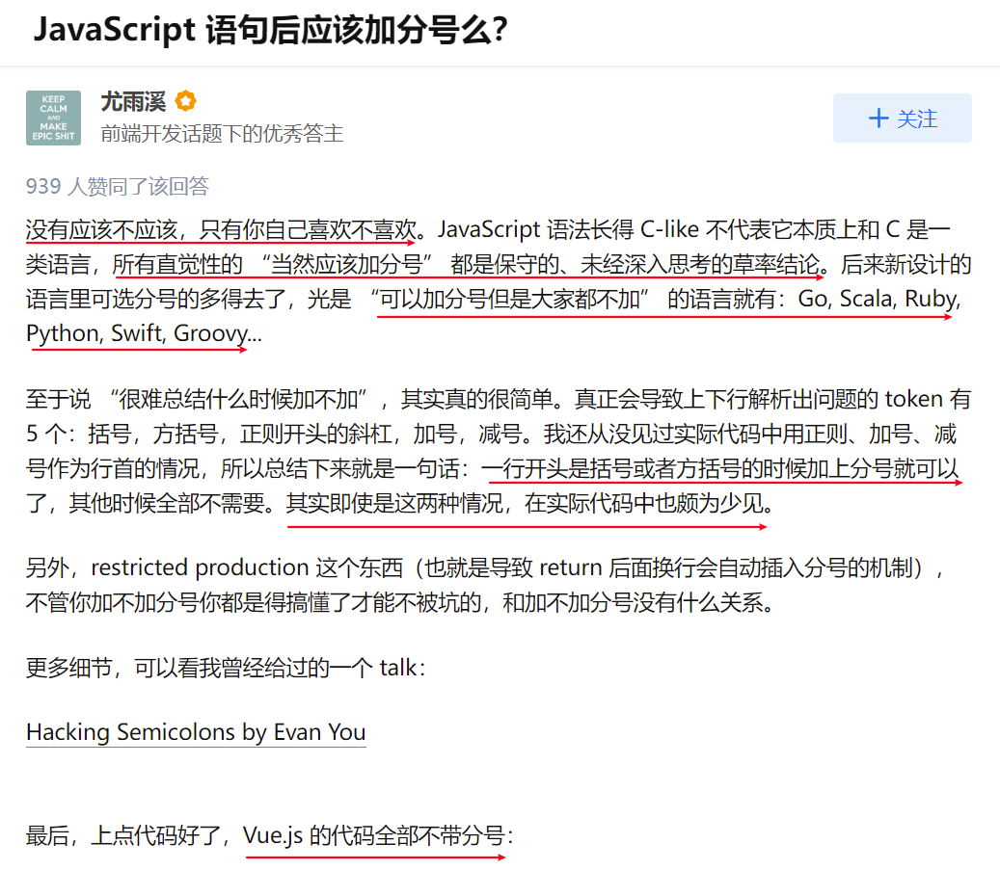 JavaScript 语句后应该加分号么?
KEEP
CALM
AND
MAKE
EPIC SHIT
尤雨溪
前端开发话题下的优秀答主
+ 关注
939 人赞同了该回答
没有应该不应该，只有你自己喜欢不喜欢。JavaScript 语法长得 C-like 不代表它本质上和 C 是一
类语言，所有直觉性的 “当然应该加分号” 都是保守的、未经深入思考的草率结论。后来新设计的
语言里可选分号的多得去了，光是 “可以加分号但是大家都不加” 的语言就有：Go, Scala, Ruby,
Python, Swift, Groovy...
至于说 “很难总结什么时候加不加”，其实真的很简单。真正会导致上下行解析出问题的 token 有
5 个：括号，方括号，正则开头的斜杠，加号，减号。我还从没见过实际代码中用正则、加号、减
号作为行首的情况，所以总结下来就是一句话：一行开头是括号或者方括号的时候加上分号就可以
了，其他时候全部不需要。其实即使是这两种情况，在实际代码中也颇为少见。
另外，restricted production 这个东西（也就是导致 return 后面换行会自动插入分号的机制），
不管你加不加分号你都是得搞懂了才能不被坑的，和加不加分号没有什么关系。
更多细节，可以看我曾经给过的一个 talk：
Hacking Semicolons by Evan You
最后，上点代码好了，Vue.js 的代码全部不带分号：